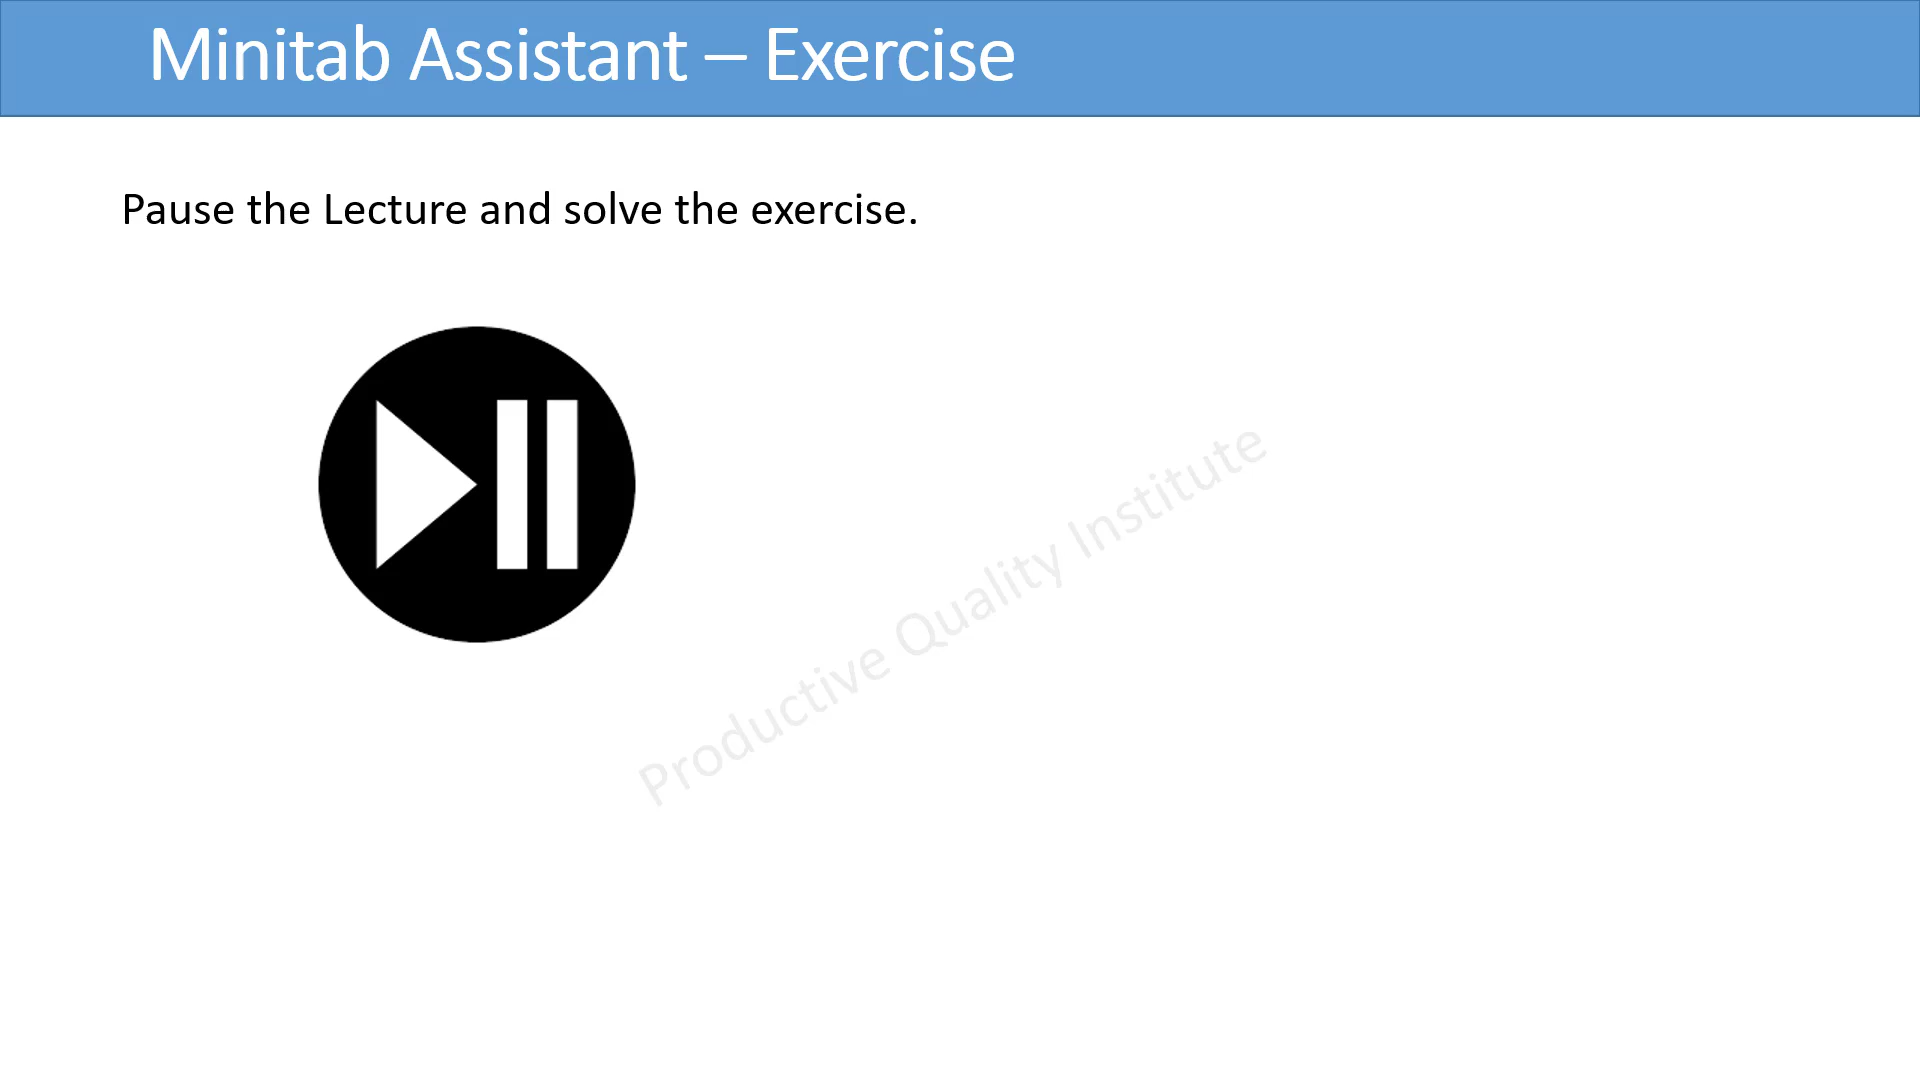 Minitab Assistant – Exercise
Pause the Lecture and solve the exercise.
Productive Quality Institute